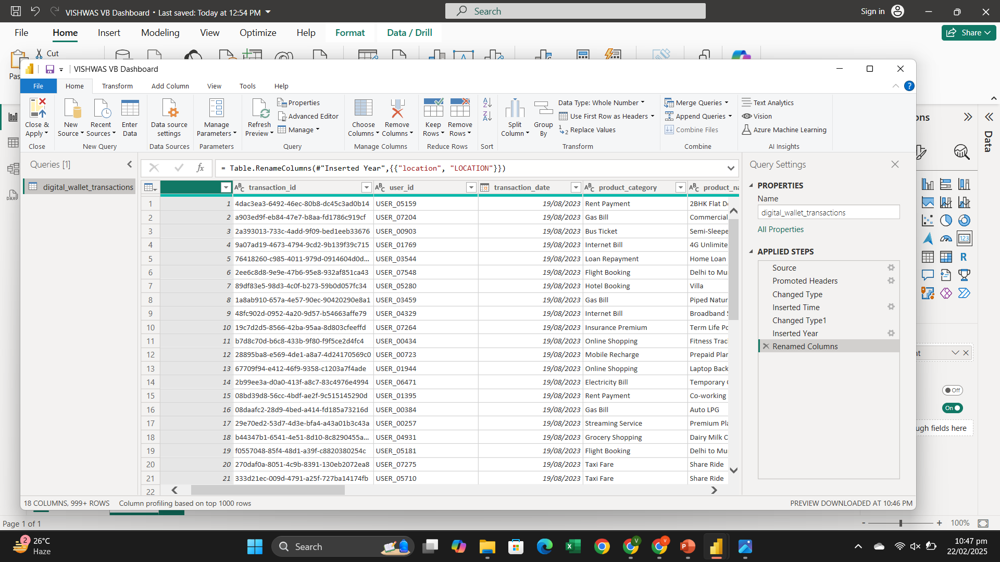 VISHWAS VB Dashboard • Last saved: Today at 12:54 PM
Search
Sign in
File Home Insert Modeling View Optimize Help Format Data / Drill
Share
Cut
VISHWAS VB Dashboard
File Home Transform Add Column View Tools Help
Close & Apply
New Source
Recent Sources
Enter Data
Data source settings
Manage Parameters
Refresh Preview
Properties
Advanced Editor
Manage
Choose Columns
Remove Columns
Keep Rows
Remove Rows
Split Column
Group By
Data Type: Whole Number
Use First Row as Headers
Replace Values
Merge Queries
Append Queries
Combine Files
Text Analytics
Vision
Azure Machine Learning
Close
New Query
Data Sources
Parameters
Query
Manage Columns
Reduce Rows
Sort
Transform
Combine
AI Insights
Data
Queries [1]
digital_wallet_transactions
= Table.RenameColumns(#"Inserted Year",{{"location", "LOCATION"}})
transaction_id user_id transaction_date product_category
1 1 4dac3ea3-6492-46ec-80b8-dc45c3ad0b14 USER_05159 19/08/2023 Rent Payment 2BHK Flat
2 2 a903ed9f-eb84-47e7-b8aa-fd1786c919cf USER_07204 19/08/2023 Gas Bill Commercial
3 3 2a393013-733c-4add-9f09-bed1eeb33676 USER_00903 19/08/2023 Bus Ticket Semi-Sleepe
4 4 9a07ad19-4673-4794-9cd2-9b139f39c715 USER_01769 19/08/2023 Internet Bill 4G Unlimite
5 5 76418260-c985-4011-979d-0914604d0d... USER_03544 19/08/2023 Loan Repayment Home Loan
6 6 2ee6c8d8-9e9e-47b6-95e8-932af851ca43 USER_07548 19/08/2023 Flight Booking Delhi to Mu
7 7 89df83e5-98d3-4c0f-b273-59b0d057fc34 USER_05280 19/08/2023 Hotel Booking Villa
8 8 1a8ab910-657a-4e57-90ec-90420290e8a1 USER_03459 19/08/2023 Gas Bill Piped Natur
9 9 48fc902d-0952-4a20-9d57-b54663affe79 USER_04329 19/08/2023 Internet Bill Broadband
10 10 19c7d2d5-8566-42ba-95aa-8d803cfeeffd USER_07264 19/08/2023 Insurance Premium Term Life Po
11 11 b7d8c70d-b6c8-433b-9f80-f9f5ce2d4fc4 USER_00434 19/08/2023 Online Shopping Fitness Trac
12 12 28895ba8-e569-4de1-a8a7-4d24170569c0 USER_00723 19/08/2023 Mobile Recharge Prepaid Plan
13 13 67709f94-e412-46f9-9358-c1203a7f4ade USER_01944 19/08/2023 Online Shopping Laptop Back
14 14 2b99ee3a-d0a0-413f-a8c7-83c4976e4994 USER_06471 19/08/2023 Electricity Bill Temporary
15 15 08bd39d8-56cc-4bdf-ae2f-9c515145290d USER_01395 19/08/2023 Rent Payment Co-working
16 16 08daafc2-28d9-4bed-a414-fd185a73216d USER_00384 19/08/2023 Gas Bill Auto LPG
17 17 29e70ed2-53d7-4d3e-bfa4-a43a01b3c43a USER_00257 19/08/2023 Streaming Service Premium Pla
18 18 b44347b1-6541-4e51-8d10-8c8290455a... USER_04931 19/08/2023 Grocery Shopping Dairy Milk C
19 19 f0557048-85f4-48d1-a39f-c8820380254c USER_05181 19/08/2023 Flight Booking Delhi to Mu
20 20 270daf0a-8051-4c9b-8391-130eb2072ea8 USER_07275 19/08/2023 Taxi Fare Share Ride
21 21 333d21ec-009d-4791-a25f-727ba14174fb USER_05710 19/08/2023 Taxi Fare Share Ride
22
Query Settings
PROPERTIES
Name
digital_wallet_transactions
All Properties
APPLIED STEPS
Source
Promoted Headers
Changed Type
Inserted Time
Changed Type1
Inserted Year
Renamed Columns
Off
On
fields here
18 COLUMNS, 999+ ROWS Column profiling based on top 1000 rows
PREVIEW DOWNLOADED AT 10:46 PM
Page 1 of 1
100%
2
26°C
Haze
Search
10:47 pm
22/02/2025